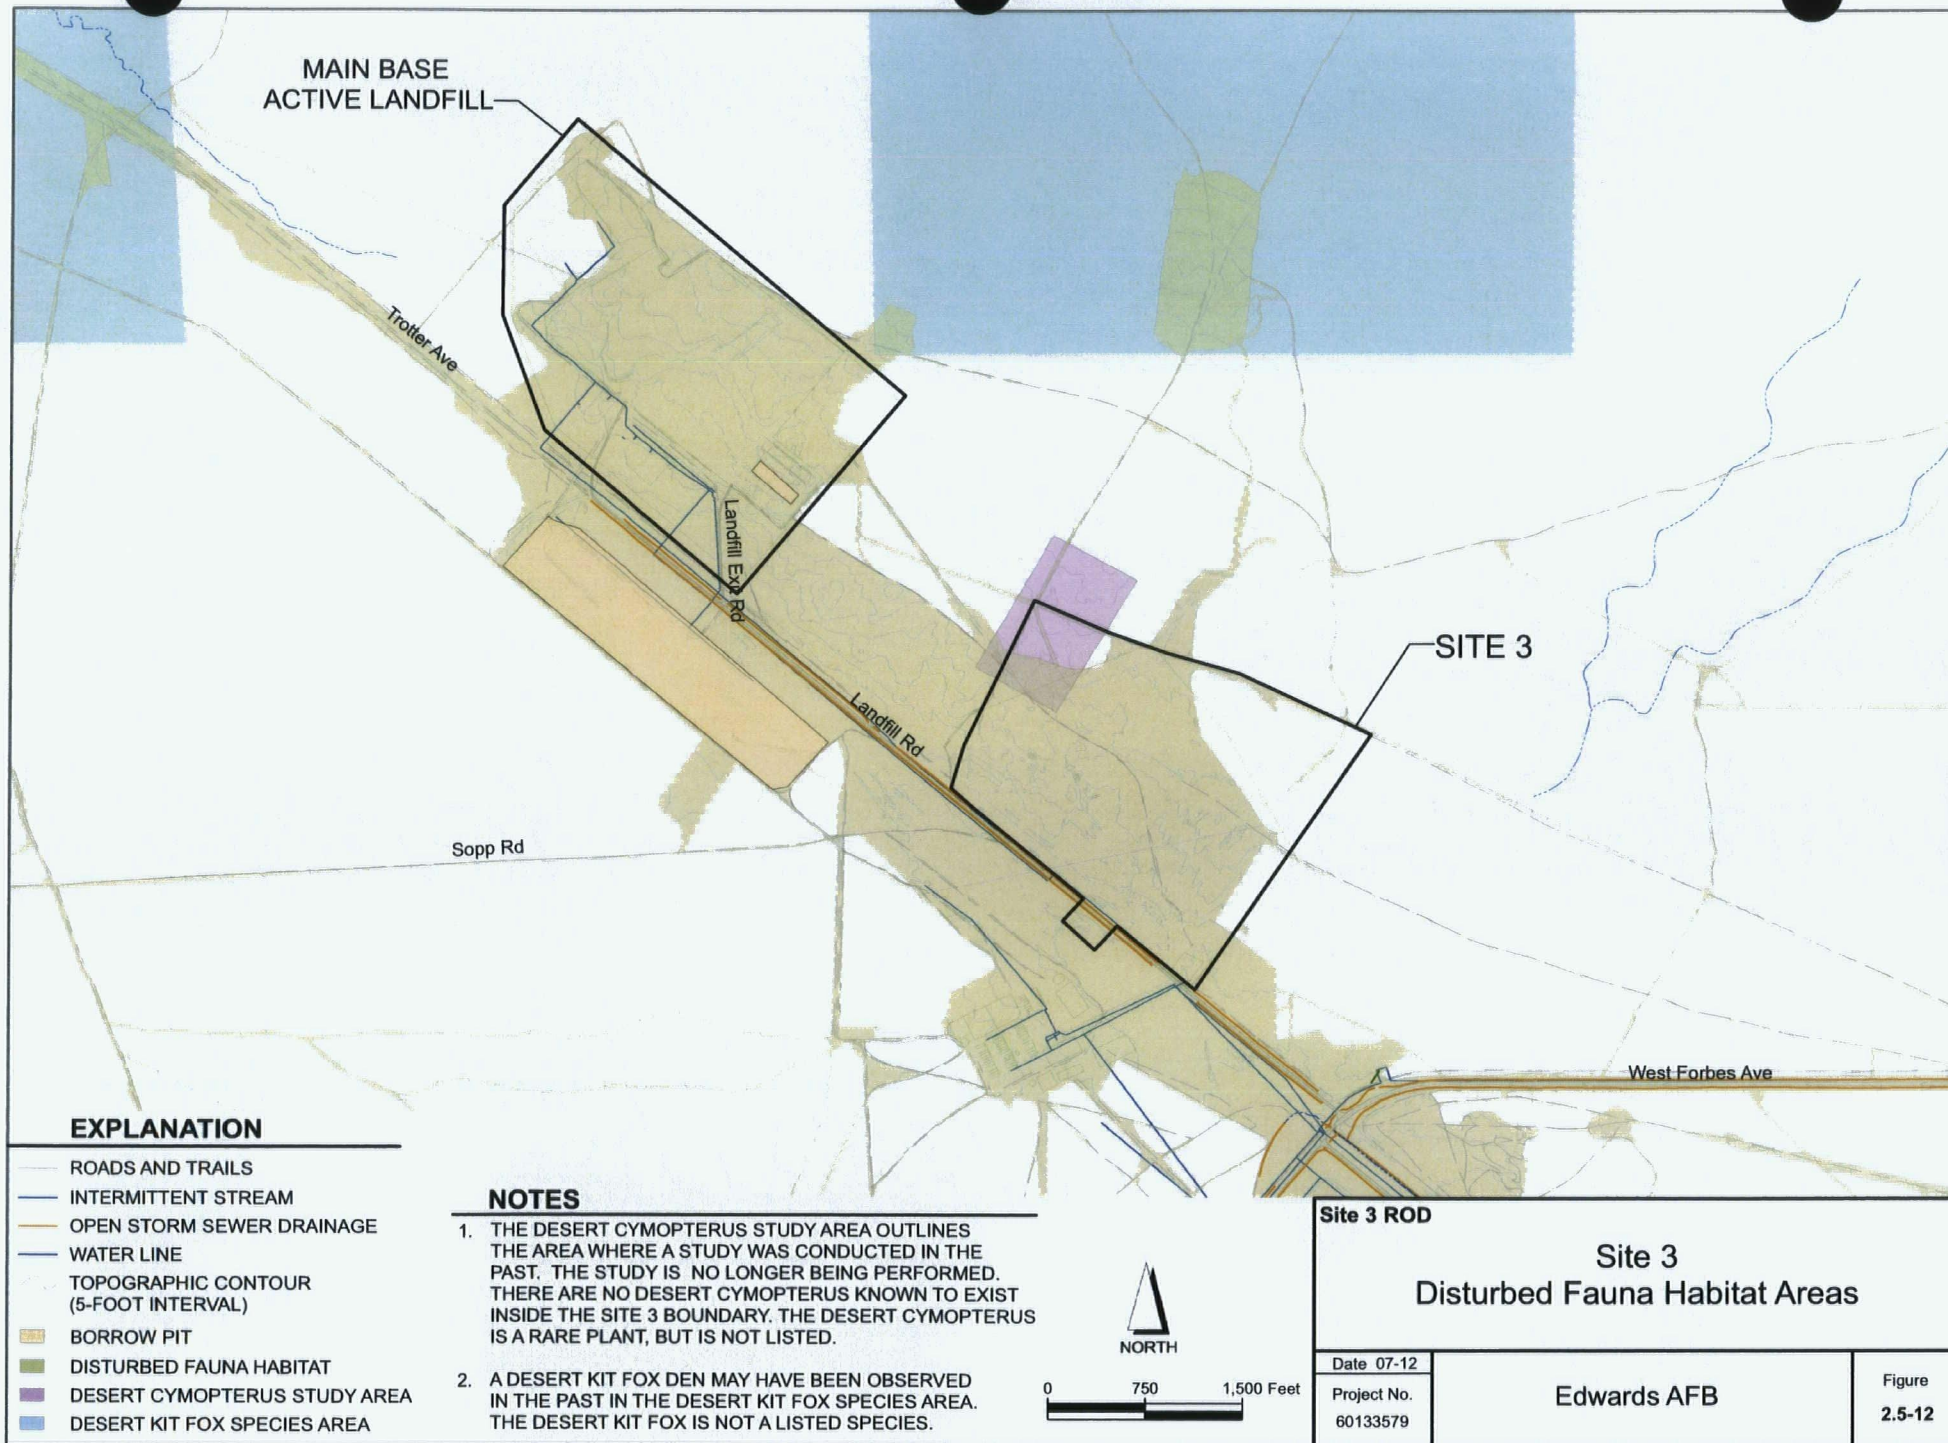 MAIN BASE
ACTIVE LANDFILL
Trotter Ave
Landfill Exit Rd
SITE 3
Landfill Rd
Sopp Rd
West Forbes Ave
EXPLANATION
ROADS AND TRAILS
INTERMITTENT STREAM
OPEN STORM SEWER DRAINAGE
WATER LINE
TOPOGRAPHIC CONTOUR
(5-FOOT INTERVAL)
BORROW PIT
DISTURBED FAUNA HABITAT
DESERT CYMOPTERUS STUDY AREA
DESERT KIT FOX SPECIES AREA
NOTES
1. THE DESERT CYMOPTERUS STUDY AREA OUTLINES
THE AREA WHERE A STUDY WAS CONDUCTED IN THE
PAST. THE STUDY IS NO LONGER BEING PERFORMED.
THERE ARE NO DESERT CYMOPTERUS KNOWN TO EXIST
INSIDE THE SITE 3 BOUNDARY. THE DESERT CYMOPTERUS
IS A RARE PLANT, BUT IS NOT LISTED.
2. A DESERT KIT FOX DEN MAY HAVE BEEN OBSERVED
IN THE PAST IN THE DESERT KIT FOX SPECIES AREA.
THE DESERT KIT FOX IS NOT A LISTED SPECIES.
NORTH
0 750 1,500 Feet
Site 3 ROD
Site 3
Disturbed Fauna Habitat Areas
Date 07-12
Project No.
60133579
Edwards AFB
Figure
2.5-12